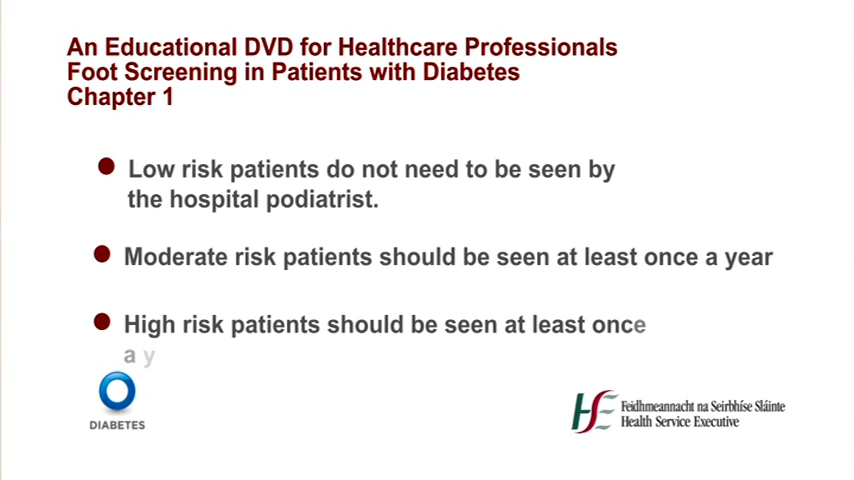 An Educational DVD for Healthcare Professionals
Foot Screening in Patients with Diabetes
Chapter 1
Low risk patients do not need to be seen by
the hospital podiatrist.
Moderate risk patients should be seen at least once a year
High risk patients should be seen at least once
a y
DIABETES
HSE Feidhmeannacht na Seirbhíse Sláinte
Health Service Executive